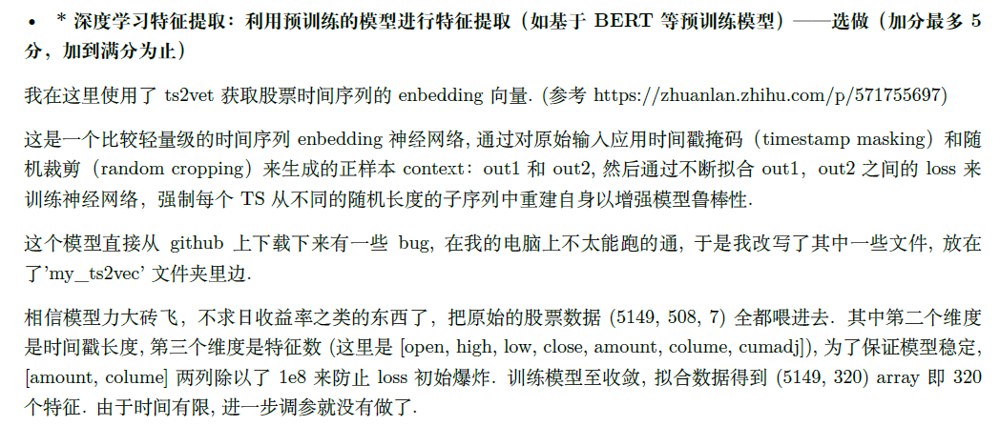 • * 深度学习特征提取：利用预训练的模型进行特征提取（如基于 BERT 等预训练模型）——选做（加分最多 5
分，加到满分为止）
我在这里使用了 ts2vet 获取股票时间序列的 enbedding 向量. (参考 https://zhuanlan.zhihu.com/p/571755697)
这是一个比较轻量级的时间序列 enbedding 神经网络, 通过对原始输入应用时间戳掩码（timestamp masking）和随
机裁剪（random cropping）来生成的正样本 context：out1 和 out2, 然后通过不断拟合 out1，out2 之间的 loss 来
训练神经网络，强制每个 TS 从不同的随机长度的子序列中重建自身以增强模型鲁棒性.
这个模型直接从 github 上下载下来有一些 bug, 在我的电脑上不太能跑的通, 于是我改写了其中一些文件, 放在
了'my_ts2vec' 文件夹里边.
相信模型力大砖飞，不求日收益率之类的东西了，把原始的股票数据 (5149, 508, 7) 全都喂进去. 其中第二个维度
是时间戳长度, 第三个维度是特征数 (这里是 [open, high, low, close, amount, colume, cumadj]), 为了保证模型稳定,
[amount, colume] 两列除以了 1e8 来防止 loss 初始爆炸. 训练模型至收敛, 拟合数据得到 (5149, 320) array 即 320
个特征. 由于时间有限, 进一步调参就没有做了.